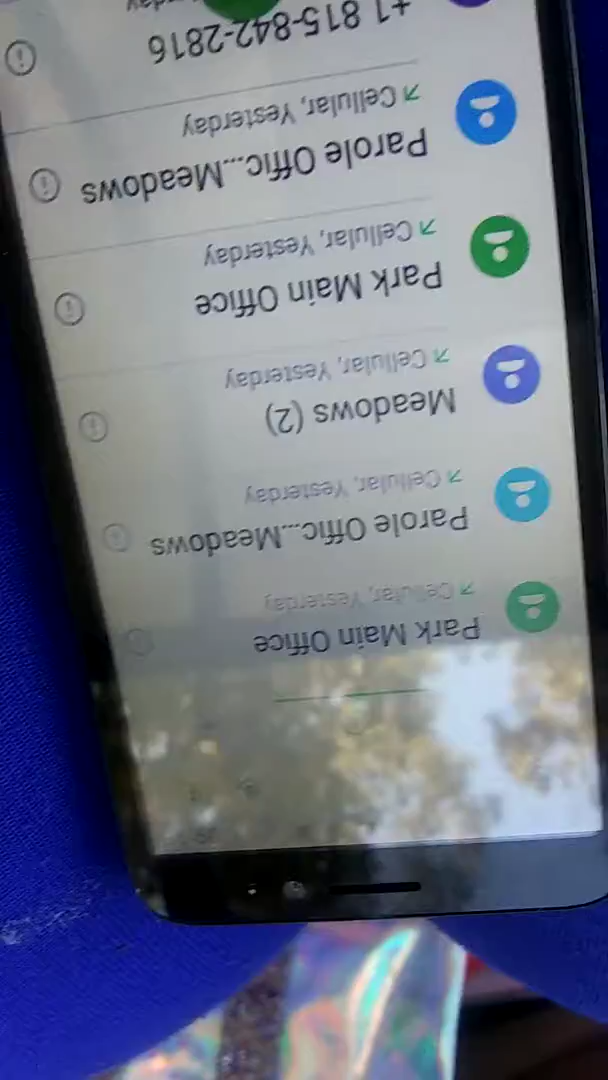 Park Main Office
Cellular, Yesterday
Parole Offic...Meadows
Cellular, Yesterday
Meadows (2)
Cellular, Yesterday
Park Main Office
Cellular, Yesterday
Parole Offic...Meadows
Cellular, Yesterday
+1 815-842-2816